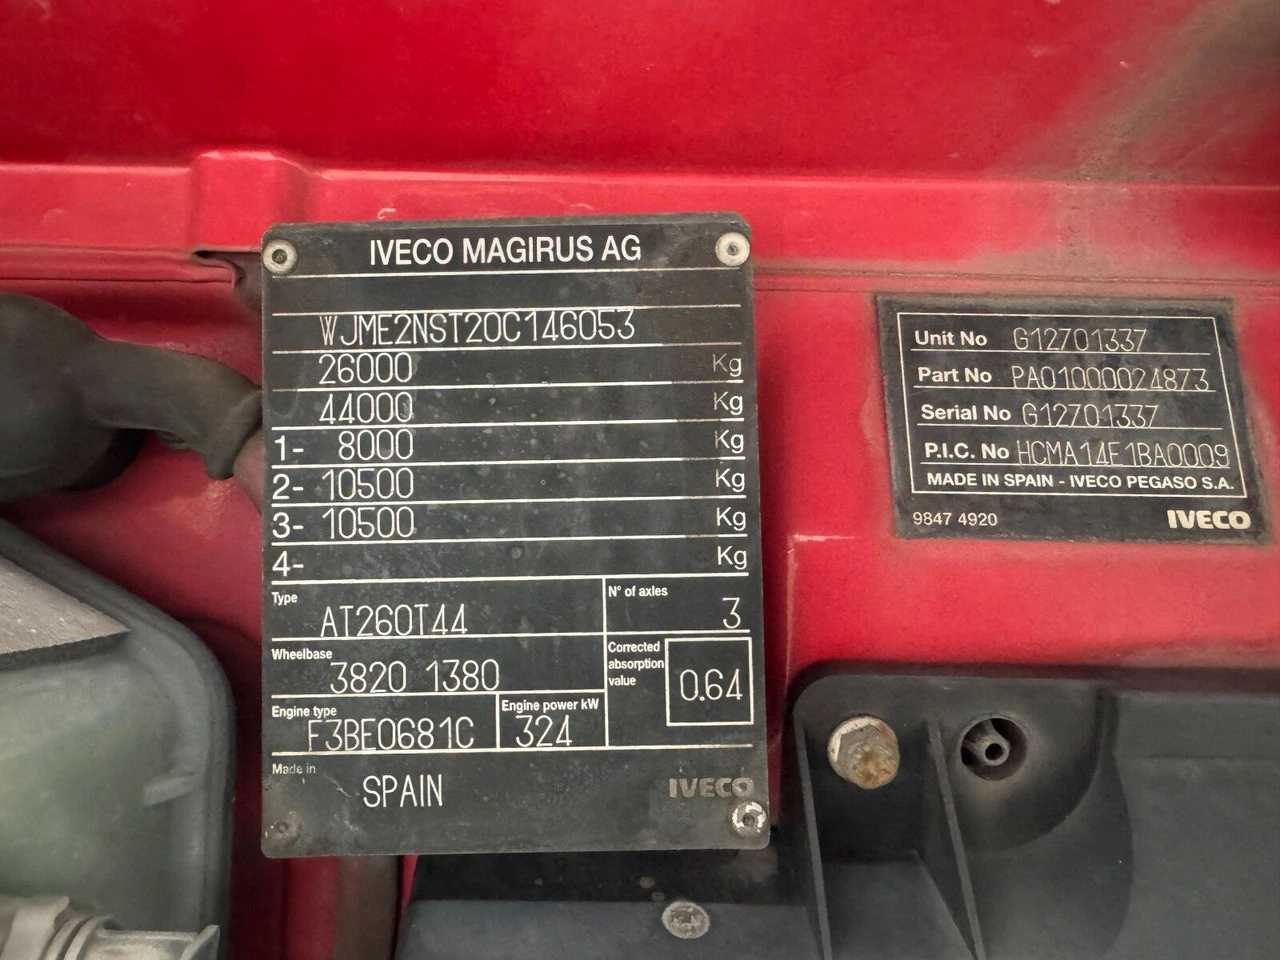 IVECO MAGIRUS AG
WJME2NST20C146053
26000 Kg
44000 Kg
1- 8000 Kg
2- 10500 Kg
3- 10500 Kg
4- Kg
Type AT260T44
N° of axles 3
Wheelbase 3820 1380
Corrected absorption value 0.64
Engine type F3BE0681C
Engine power kW 324
Made in SPAIN
IVECO
Unit No G12701337
Part No PA01000024873
Serial No G12701337
P.I.C. No HCMA14E1BA0009
MADE IN SPAIN - IVECO PEGASO S.A.
9847 4920 IVECO